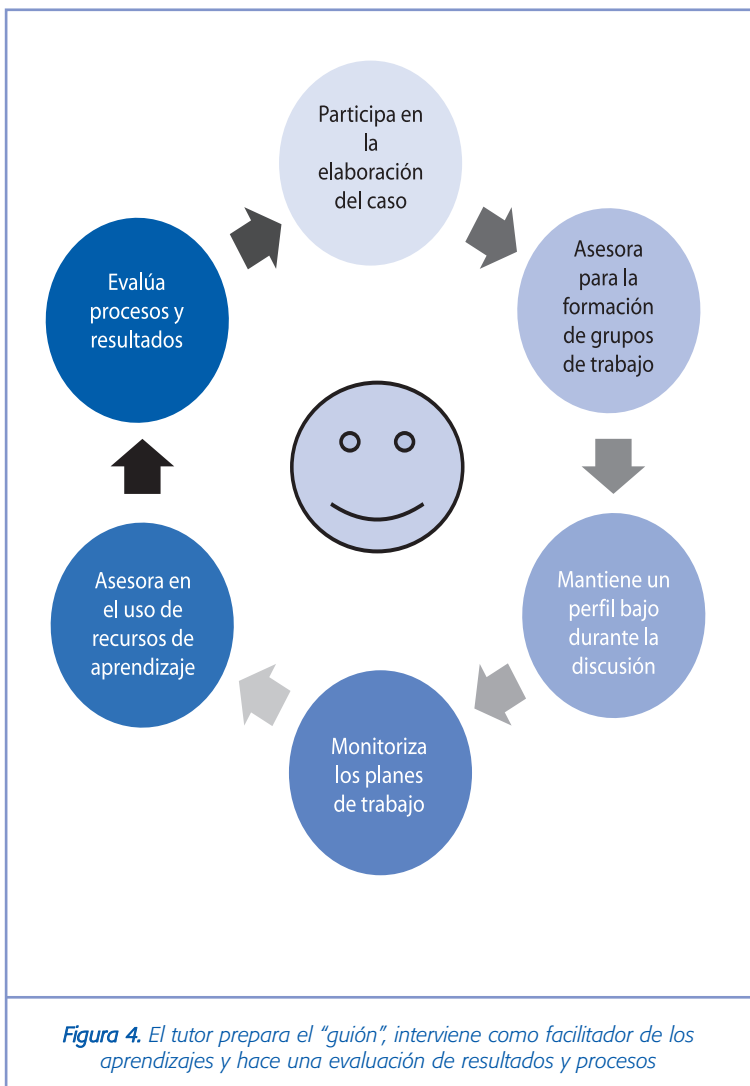 Participa en
la
elaboración
del caso
Asesora
para la
formación
de grupos
de trabajo
Mantiene un
perfil bajo
durante la
discusión
Monitoriza
los planes
de trabajo
Asesora en
el uso de
recursos de
aprendizaje
Evalúa
procesos y
resultados
Figura 4. El tutor prepara el “guión”, interviene como facilitador de los
aprendizajes y hace una evaluación de resultados y procesos